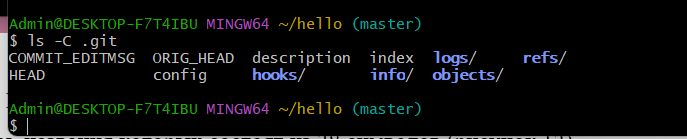 Admin@DESKTOP-F7T4IBU MINGW64 ~/hello (master)
$ ls -C .git
COMMIT_EDITMSG  ORIG_HEAD  description  index  logs/     refs/
HEAD            config     hooks/       info/  objects/
Admin@DESKTOP-F7T4IBU MINGW64 ~/hello (master)
$